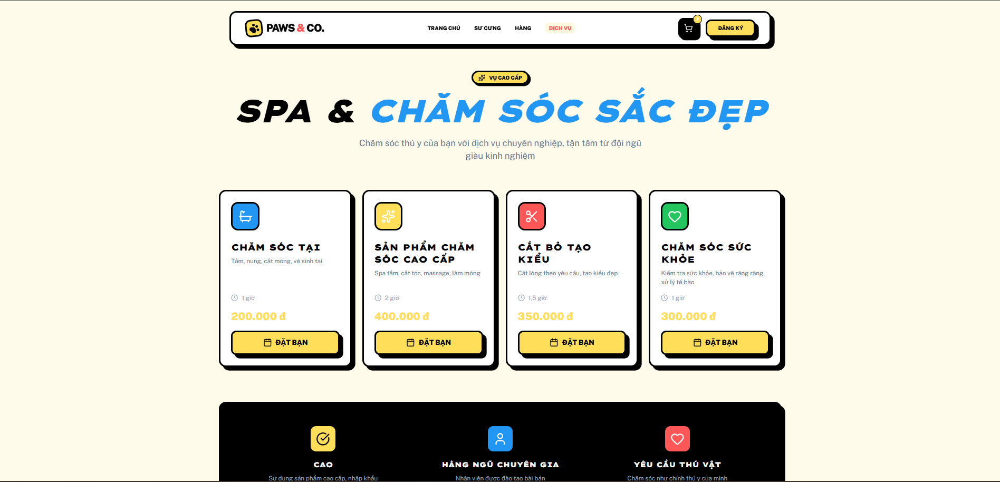 PAWS & CO.
TRANG CHỦ
SƯ CƯNG
HÀNG
DỊCH VỤ
1
ĐĂNG KÝ
VỤ CAO CẤP
SPA & CHĂM SÓC SẮC ĐẸP
Chăm sóc thú y của bạn với dịch vụ chuyên nghiệp, tận tâm từ đội ngũ
giàu kinh nghiệm
CHĂM SÓC TẠI
Tắm, nung, cắt móng, vệ sinh tai
1 giờ
200.000 đ
ĐẶT BẠN
SẢN PHẨM CHĂM
SÓC CAO CẤP
Spa tắm, cắt tóc, massage, làm móng
2 giờ
400.000 đ
ĐẶT BẠN
CẮT BỎ TẠO
KIỂU
Cắt lông theo yêu cầu, tạo kiểu đẹp
1,5 giờ
350.000 đ
ĐẶT BẠN
CHĂM SÓC SỨC
KHỎE
Kiểm tra sức khỏe, bảo vệ răng răng,
xử lý tế bào
1 giờ
300.000 đ
ĐẶT BẠN
CAO
Sử dụng sản phẩm cao cấp, nhập khẩu
HÀNG NGŨ CHUYÊN GIA
Nhân viên được đào tạo bài bản
YÊU CẦU THÚ VẬT
Chăm sóc như chính thú y của mình